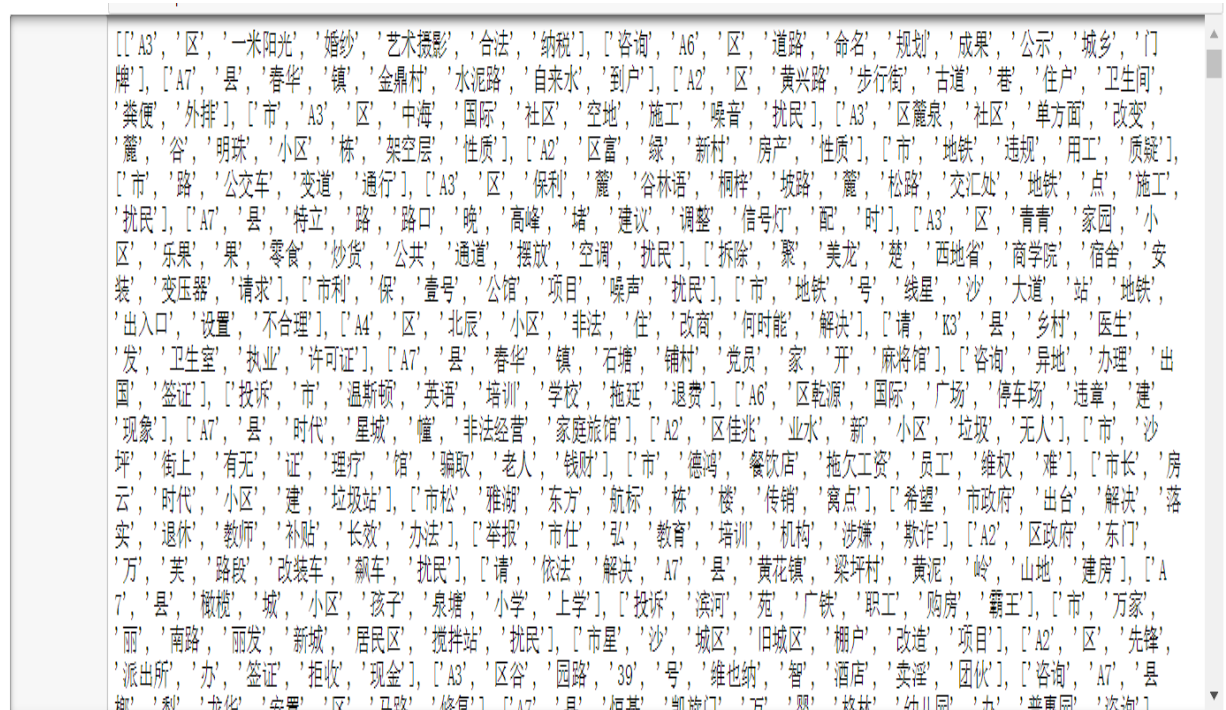 [['A3', '区', '一米阳光', '婚纱', '艺术摄影', '合法', '纳税'], ['咨询', 'A6', '区', '道路', '命名', '规划', '成果', '公示', '城乡', '门
牌'], ['A7', '县', '春华', '镇', '金鼎村', '水泥路', '自来水', '到户'], ['A2', '区', '黄兴路', '步行街', '古道', '巷', '住户', '卫生间',
'粪便', '外排'], ['市', 'A3', '区', '中海', '国际', '社区', '空地', '施工', '噪音', '扰民'], ['A3', '区麓泉', '社区', '单方面', '改变',
'麓', '谷', '明珠', '小区', '栋', '架空层', '性质'], ['A2', '区富', '绿', '新村', '房产', '性质'], ['市', '地铁', '违规', '用工', '质疑'],
['市', '路', '公交车', '变道', '通行'], ['A3', '区', '保利', '麓', '谷林语', '桐梓', '坡路', '麓', '松路', '交汇处', '地铁', '点', '施工',
'扰民'], ['A7', '县', '特立', '路', '路口', '晚', '高峰', '堵', '建议', '调整', '信号灯', '配', '时'], ['A3', '区', '青青', '家园', '小
区', '乐果', '果', '零食', '炒货', '公共', '通道', '摆放', '空调', '扰民'], ['拆除', '聚', '美龙', '楚', '西地省', '商学院', '宿舍', '安
装', '变压器', '请求'], ['市利', '保', '壹号', '公馆', '项目', '噪声', '扰民'], ['市', '地铁', '号', '线星', '沙', '大道', '站', '地铁',
'出入口', '设置', '不合理'], ['A4', '区', '北辰', '小区', '非法', '住', '改商', '何时能', '解决'], ['请', 'K3', '县', '乡村', '医生',
'发', '卫生室', '执业', '许可证'], ['A7', '县', '春华', '镇', '石塘', '铺村', '党员', '家', '开', '麻将馆'], ['咨询', '异地', '办理', '出
国', '签证'], ['投诉', '市', '温斯顿', '英语', '培训', '学校', '拖延', '退费'], ['A6', '区乾源', '国际', '广场', '停车场', '违章', '建',
'现象'], ['A7', '县', '时代', '星城', '幢', '非法经营', '家庭旅馆'], ['A2', '区佳兆', '业水', '新', '小区', '垃圾', '无人'], ['市', '沙
坪', '街上', '有无', '证', '理疗', '馆', '骗取', '老人', '钱财'], ['市', '德鸿', '餐饮店', '拖欠工资', '员工', '维权', '难'], ['市长', '房
云', '时代', '小区', '建', '垃圾站'], ['市松', '雅湖', '东方', '航标', '栋', '楼', '传销', '窝点'], ['希望', '市政府', '出台', '解决', '落
实', '退休', '教师', '补贴', '长效', '办法'], ['举报', '市仕', '弘', '教育', '培训', '机构', '涉嫌', '欺诈'], ['A2', '区政府', '东门',
'万', '芙', '路段', '改装车', '飙车', '扰民'], ['请', '依法', '解决', 'A7', '县', '黄花镇', '梁坪村', '黄泥', '岭', '山地', '建房'], ['A
7', '县', '橄榄', '城', '小区', '孩子', '泉塘', '小学', '上学'], ['投诉', '滨河', '苑', '广铁', '职工', '购房', '霸王'], ['市', '万家',
'丽', '南路', '丽发', '新城', '居民区', '搅拌站', '扰民'], ['市星', '沙', '城区', '旧城区', '棚户', '改造', '项目'], ['A2', '区', '先锋',
'派出所', '办', '签证', '拒收', '现金'], ['A3', '区谷', '园路', '39', '号', '维也纳', '智', '酒店', '卖淫', '团伙'], ['咨询', 'A7', '县
'梨', '龙华', '安置', '区', '马路', '修复'], ['A7', '县', '恒基', '凯旋门', '万', '婴', '格林', '幼儿园', '办', '普惠园', '咨询'],